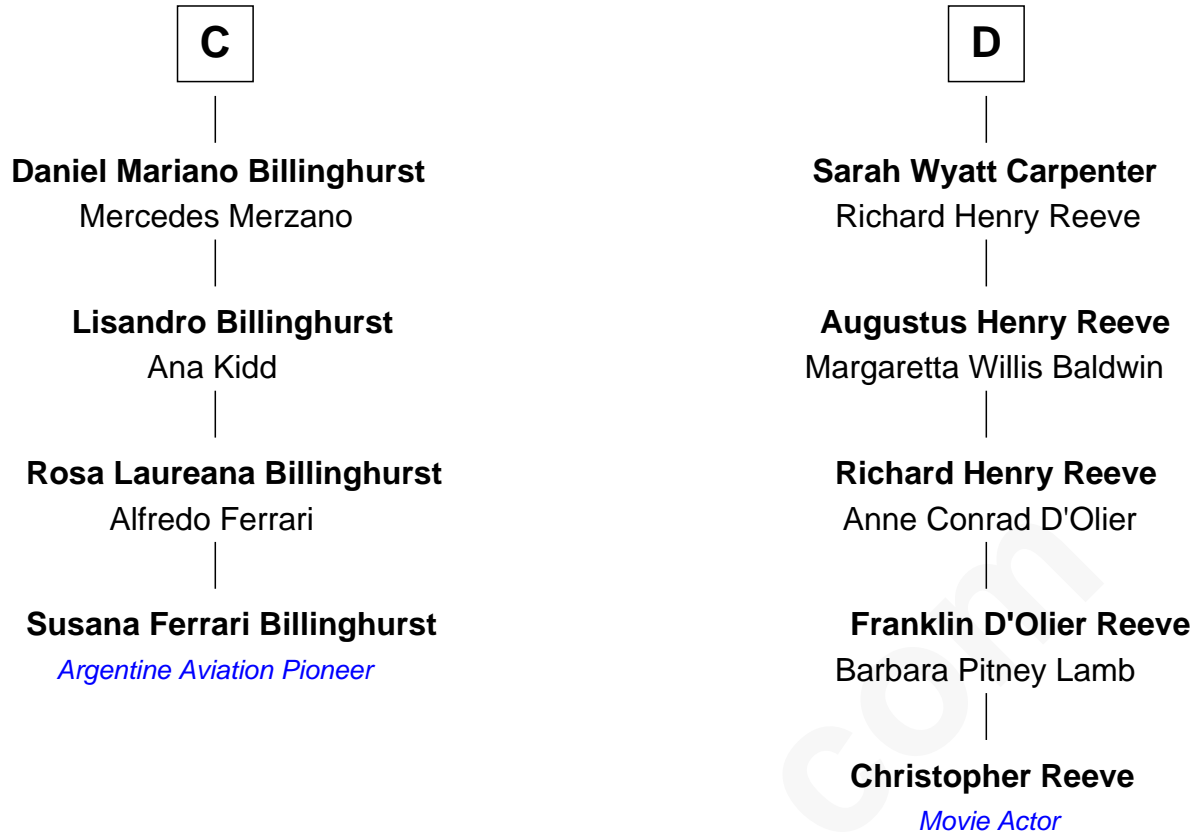 C
Daniel Mariano Billinghurst
Mercedes Merzano
Lisandro Billinghurst
Ana Kidd
Rosa Laureana Billinghurst
Alfredo Ferrari
Susana Ferrari Billinghurst
Argentine Aviation Pioneer
D
Sarah Wyatt Carpenter
Richard Henry Reeve
Augustus Henry Reeve
Margaretta Willis Baldwin
Richard Henry Reeve
Anne Conrad D'Olier
Franklin D'Olier Reeve
Barbara Pitney Lamb
Christopher Reeve
Movie Actor
com